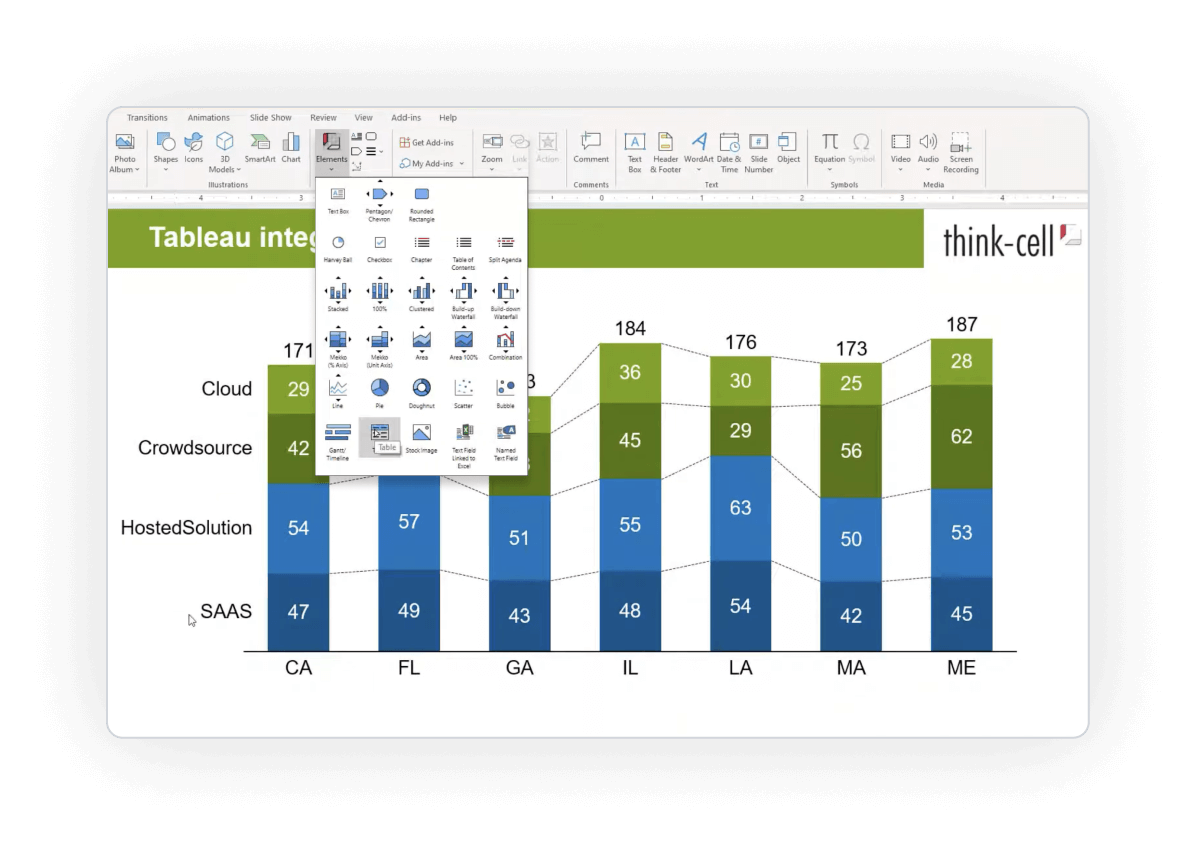 Transitions Animations Slide Show Review View Add-ins Help
Photo Album
Shapes
Icons
3D Models
SmartArt
Chart
Illustrations
Elements
Get Add-ins
My Add-ins
Zoom
Link
Action
Comment
Comments
Text Box
Header & Footer
WordArt
Date & Time
Slide Number
Object
Text
Equation
Symbol
Symbols
Video
Audio
Screen Recording
Media
4 3 0 1 2 3 4
Tableau integ
think-cell
Text Box
Pentagon/
Chevron
Rounded
Rectangle
Harvey Ball
Checkbox
Chapter
Table of
Contents
Split Agenda
Stacked
100%
Clustered
Build-up
Waterfall
Build-down
Waterfall
Mekko
(% Axis)
Mekko
(Unit Axis)
Area
Area 100%
Combination
Line
Pie
Doughnut
Scatter
Bubble
Gantt/
Timeline
Table
Stock Image
Text Field
Linked to
Excel
Named
Text Field
171 3 184 176 173 187
Cloud 29 36 30 25 28
Crowdsource 42 45 29 56 62
HostedSolution 54 57 51 55 63 50 53
SAAS 47 49 43 48 54 42 45
CA FL GA IL LA MA ME